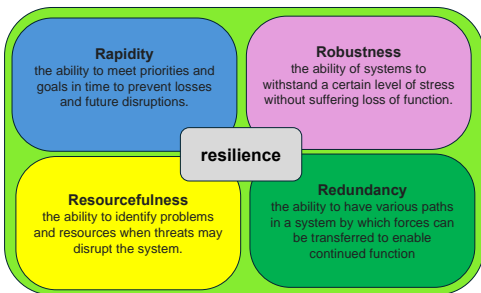 Rapidity
the ability to meet priorities and
goals in time to prevent losses
and future disruptions.
Robustness
the ability of systems to
withstand a certain level of stress
without suffering loss of function.
resilience
Resourcefulness
the ability to identify problems
and resources when threats may
disrupt the system.
Redundancy
the ability to have various paths
in a system by which forces can
be transferred to enable
continued function